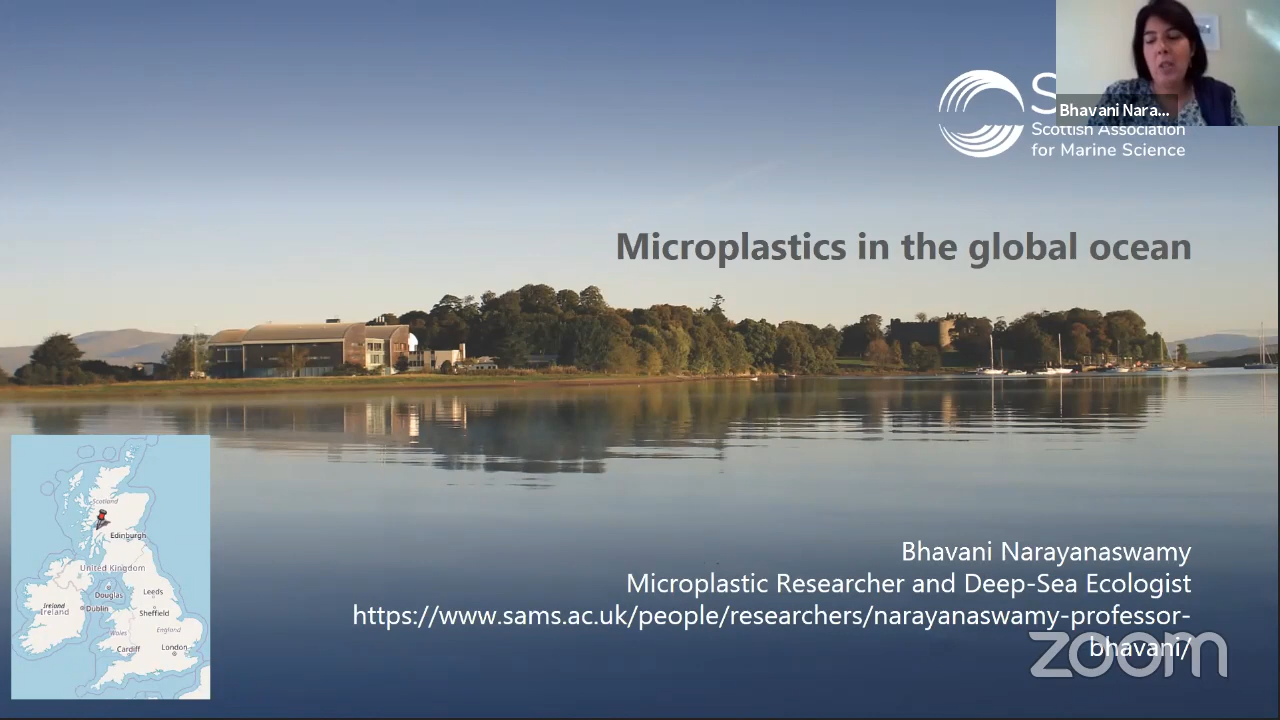 S
Bhavani Nara...
Scottish Association
for Marine Science
Microplastics in the global ocean
Scotland
Edinburgh
United Kingdom
Douglas
Leeds
Ireland
Ireland
Dublin
Sheffield
Wales
England
Cardiff
London
Bhavani Narayanaswamy
Microplastic Researcher and Deep-Sea Ecologist
https://www.sams.ac.uk/people/researchers/narayanaswamy-professor-
bhavani/
zoom